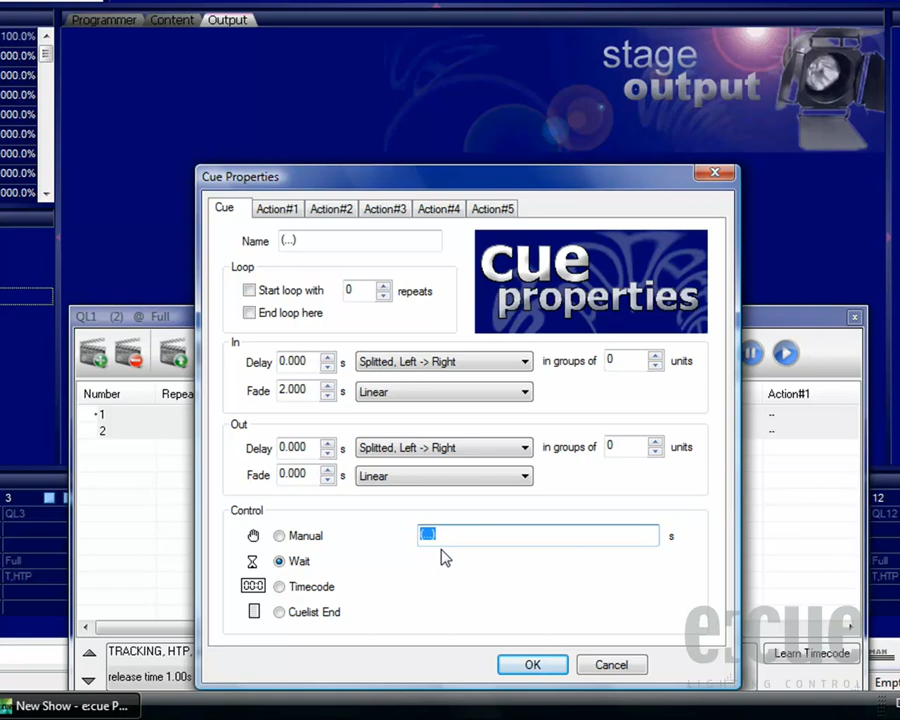 Programmer Content Output
100.0%
000.0%
000.0%
000.0%
000.0%
000.0%
000.0%
000.0%
000.0%
stage
output
Cue Properties
Cue Action#1 Action#2 Action#3 Action#4 Action#5
Name (...)
cue
properties
Loop
Start loop with 0 repeats
End loop here
In
Delay 0.000 s Splitted, Left -> Right in groups of 0 units
Fade 2.000 s Linear
Out
Delay 0.000 s Splitted, Left -> Right in groups of 0 units
Fade 0.000 s Linear
Control
Manual (...) s
Wait
000 Timecode
Cuelist End
OK Cancel
QL1 (2) @ Full
Number Repea Action#1
1 --
2 --
3
QL3
Full
T,HTP
12
QL12
Full
T,HTP
TRACKING, HTP,
release time 1.00s
Learn Timecode
MAN
Empt
e:cue
LIGHTING CONTROL
New Show - e:cue P...